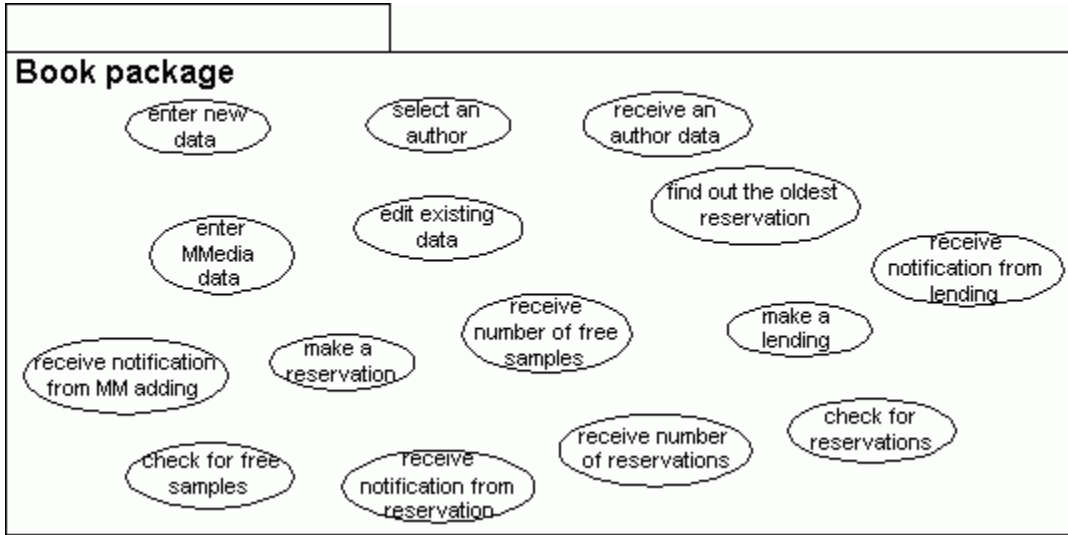 Book package
enter new
data
select an
author
receive an
author data
find out the oldest
reservation
enter
MMedia
data
edit existing
data
receive
notification from
lending
receive
number of free
samples
make a
lending
receive notification
from MM adding
make a
reservation
check for
reservations
receive number
of reservations
check for free
samples
receive
notification from
reservation